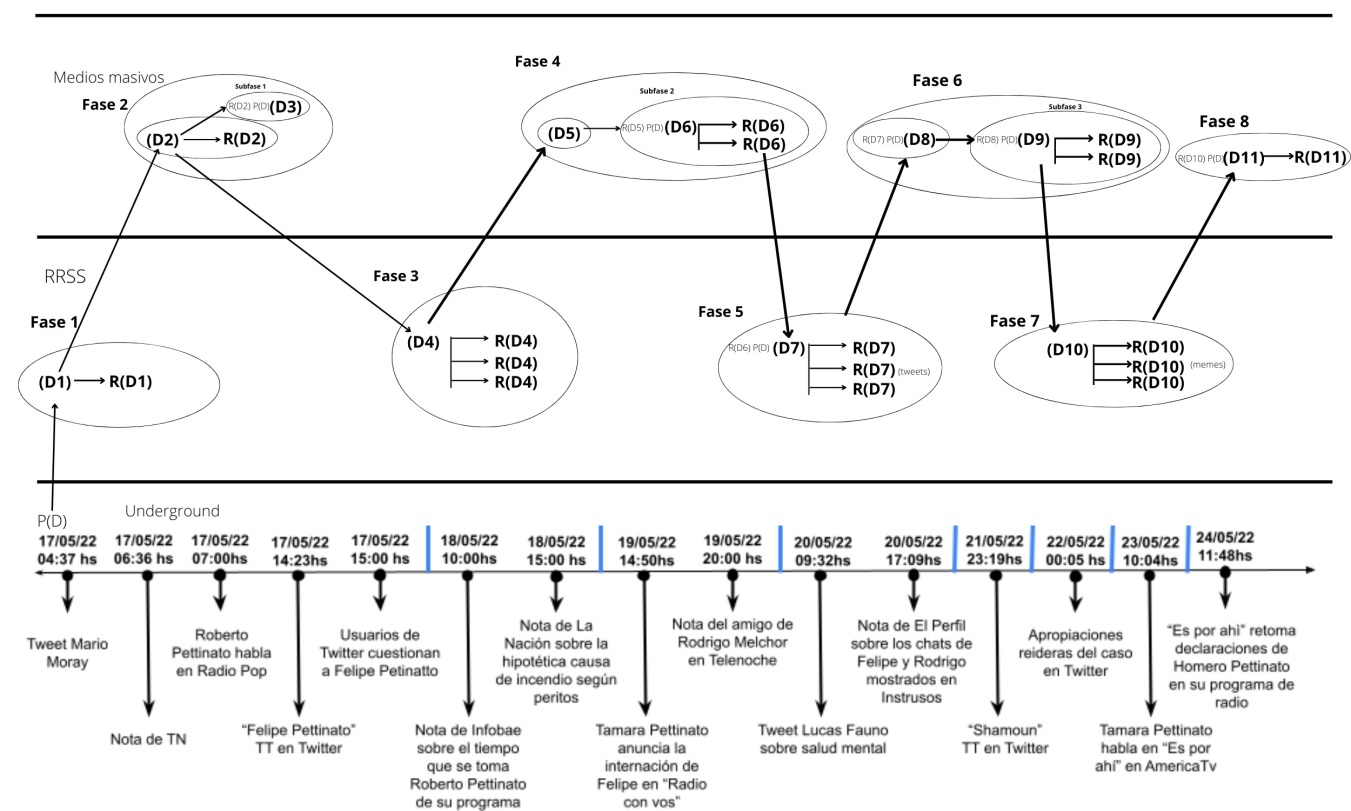 Medios masivos
Fase 2
Subfase 1
R(D2) P(D) (D3)
(D2) R(D2)
Fase 4
Subfase 2
(D5)
R(D5) P(D) (D6) R(D6)
R(D6)
Fase 6
Subfase 3
R(D7) P(D) (D8)
R(D8) P(D) (D9) R(D9)
R(D9)
Fase 8
R(D10) P(D) (D11) R(D11)
RRSS
Fase 1
(D1) R(D1)
Fase 3
(D4) R(D4)
R(D4)
R(D4)
Fase 5
R(D6) P(D) (D7) R(D7)
R(D7) (tweets)
R(D7)
Fase 7
(D10) R(D10)
R(D10) (memes)
R(D10)
P(D)
Underground
17/05/22
04:37 hs
Tweet Mario
Moray
17/05/22
06:36 hs
Nota de TN
17/05/22
07:00hs
Roberto
Pettinato habla
en Radio Pop
17/05/22
14:23hs
“Felipe Pettinato”
TT en Twitter
17/05/22
15:00 hs
Usuarios de
Twitter cuestionan
a Felipe Petinatto
18/05/22
10:00hs
Nota de Infobae
sobre el tiempo
que se toma
Roberto Pettinato
de su programa
18/05/22
15:00 hs
Nota de La
Nación sobre la
hipotética causa
de incendio según
peritos
19/05/22
14:50hs
Tamara Pettinato
anuncia la
internación de
Felipe en “Radio
con vos”
19/05/22
20:00 hs
Nota del amigo de
Rodrigo Melchor
en Telenoche
20/05/22
09:32hs
Tweet Lucas Fauno
sobre salud mental
20/05/22
17:09hs
Nota de El Perfil
sobre los chats de
Felipe y Rodrigo
mostrados en
Instrusos
21/05/22
23:19hs
“Shamoun”
TT en Twitter
22/05/22
00:05 hs
Apropiaciones
reideras del caso
en Twitter
23/05/22
10:04hs
Tamara Pettinato
habla en “Es por
ahí” en AmericaTv
24/05/22
11:48hs
“Es por ahi” retoma
declaraciones de
Homero Pettinato
en su programa de
radio